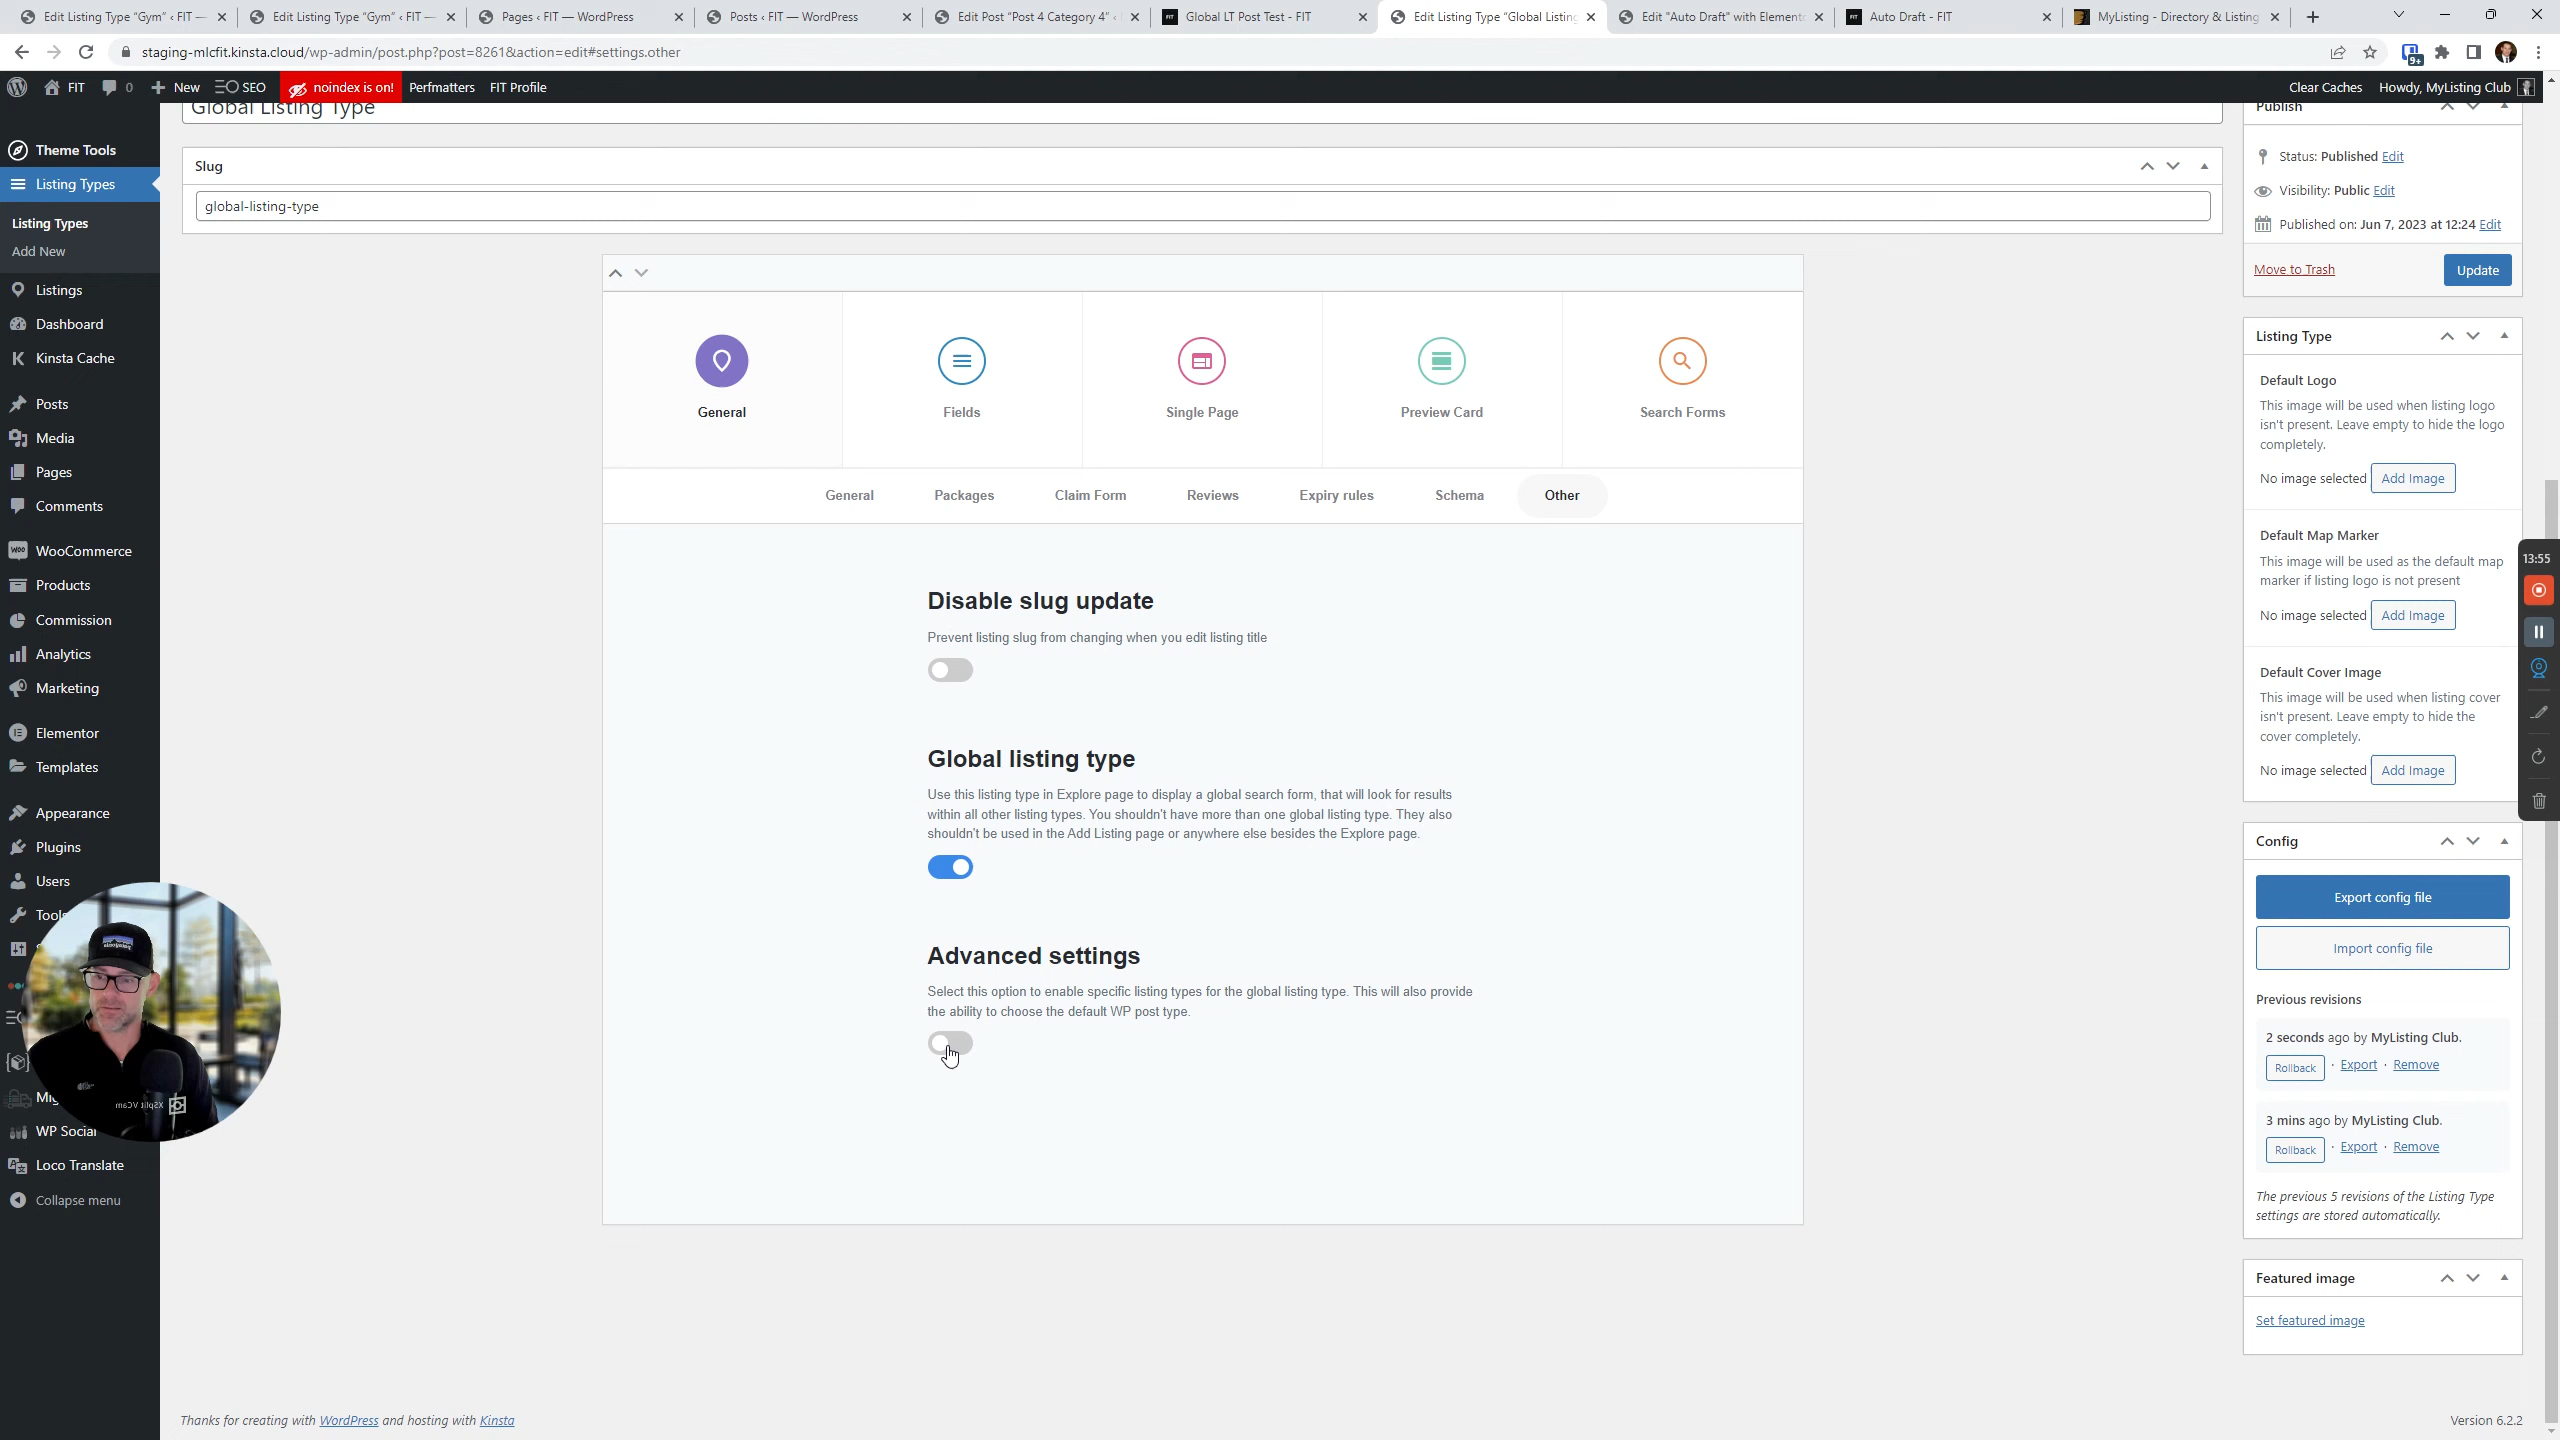 Edit Listing Type "Gym" ‹ FIT —
Edit Listing Type "Gym" ‹ FIT —
Pages ‹ FIT — WordPress
Posts ‹ FIT — WordPress
Edit Post "Post 4 Category 4" ‹
Global LT Post Test - FIT
Edit Listing Type "Global Listing
Edit "Auto Draft" with Elemento
Auto Draft - FIT
MyListing - Directory & Listing
staging-mlcfit.kinsta.cloud/wp-admin/post.php?post=8261&action=edit#settings.other
9+
FIT
0
New
SEO
noindex is on!
Perfmatters
FIT Profile
Clear Caches
Howdy, MyListing Club
Theme Tools
Listing Types
Listing Types
Add New
Listings
Dashboard
Kinsta Cache
Posts
Media
Pages
Comments
WooCommerce
Products
Commission
Analytics
Marketing
Elementor
Templates
Appearance
Plugins
Users
WP Social
Loco Translate
Collapse menu
XSplit VCam
Global Listing Type
Slug
global-listing-type
General
Fields
Single Page
Preview Card
Search Forms
General
Packages
Claim Form
Reviews
Expiry rules
Schema
Other
Disable slug update
Prevent listing slug from changing when you edit listing title
Global listing type
Use this listing type in Explore page to display a global search form, that will look for results
within all other listing types. You shouldn't have more than one global listing type. They also
shouldn't be used in the Add Listing page or anywhere else besides the Explore page.
Advanced settings
Select this option to enable specific listing types for the global listing type. This will also provide
the ability to choose the default WP post type.
Publish
Status: Published Edit
Visibility: Public Edit
Published on: Jun 7, 2023 at 12:24 Edit
Move to Trash
Update
Listing Type
Default Logo
This image will be used when listing logo
isn't present. Leave empty to hide the logo
completely.
No image selected Add Image
Default Map Marker
This image will be used as the default map
marker if listing logo is not present
No image selected Add Image
Default Cover Image
This image will be used when listing cover
isn't present. Leave empty to hide the
cover completely.
No image selected Add Image
13:55
Config
Export config file
Import config file
Previous revisions
2 seconds ago by MyListing Club.
Rollback · Export · Remove
3 mins ago by MyListing Club.
Rollback · Export · Remove
The previous 5 revisions of the Listing Type
settings are stored automatically.
Featured image
Set featured image
Thanks for creating with WordPress and hosting with Kinsta
Version 6.2.2